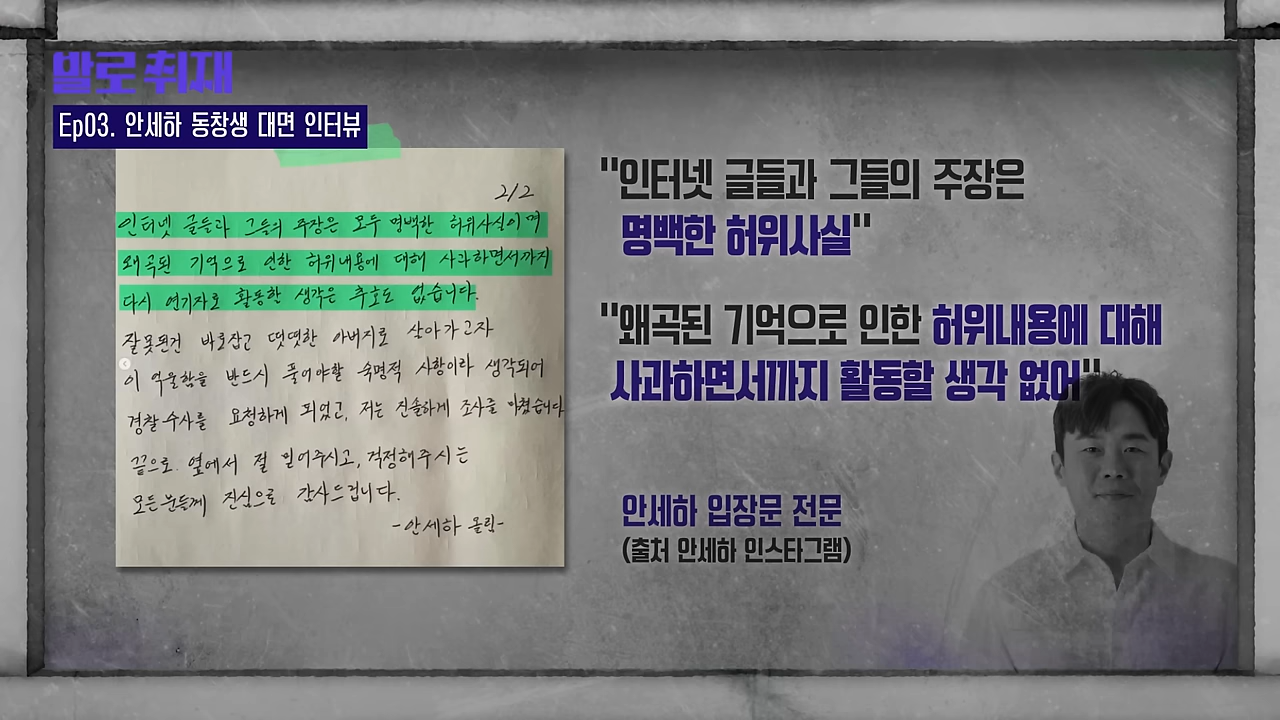 발로 취재
Ep03. 안세하 동창생 대면 인터뷰
2/2
인터넷 글들과 그들의 주장은 모두 명백한 허위사실이며
왜곡된 기억으로 인한 허위내용에 대해 사과하면서까지
다시 연기자로 활동할 생각은 추호도 없습니다.
잘못된건 바로잡고 떳떳한 아버지로 살아가고자
이 억울함을 반드시 풀어야할 숙명적 사항이라 생각되어
경찰수사를 요청하게 되었고, 저는 진솔하게 조사를 마쳤습니다
끝으로 옆에서 절 믿어주시고, 걱정해주시는
모든분들께 진심으로 감사드립니다.
-안세하 올림-
"인터넷 글들과 그들의 주장은
명백한 허위사실"
"왜곡된 기억으로 인한 허위내용에 대해
사과하면서까지 활동할 생각 없어"
안세하 입장문 전문
(출처 안세하 인스타그램)